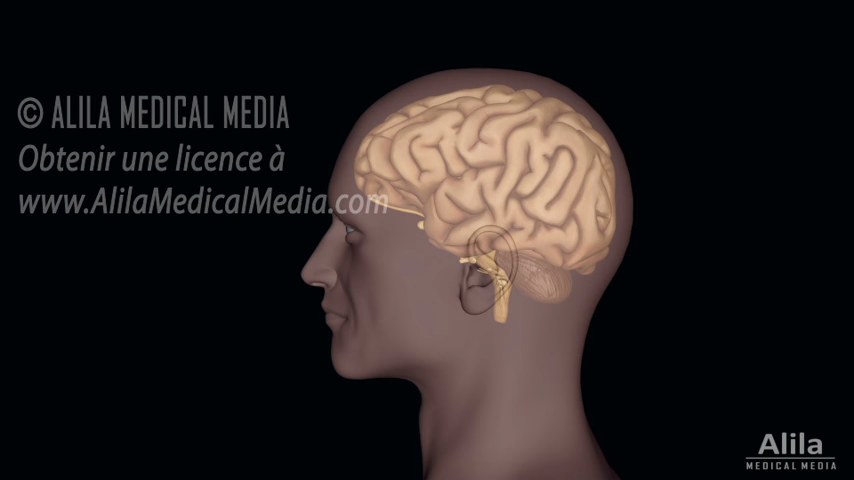 © ALILA MEDICAL MEDIA
Obtenir une licence à
www.AlilaMedicalMedia.com
Alila
MEDICAL MEDIA